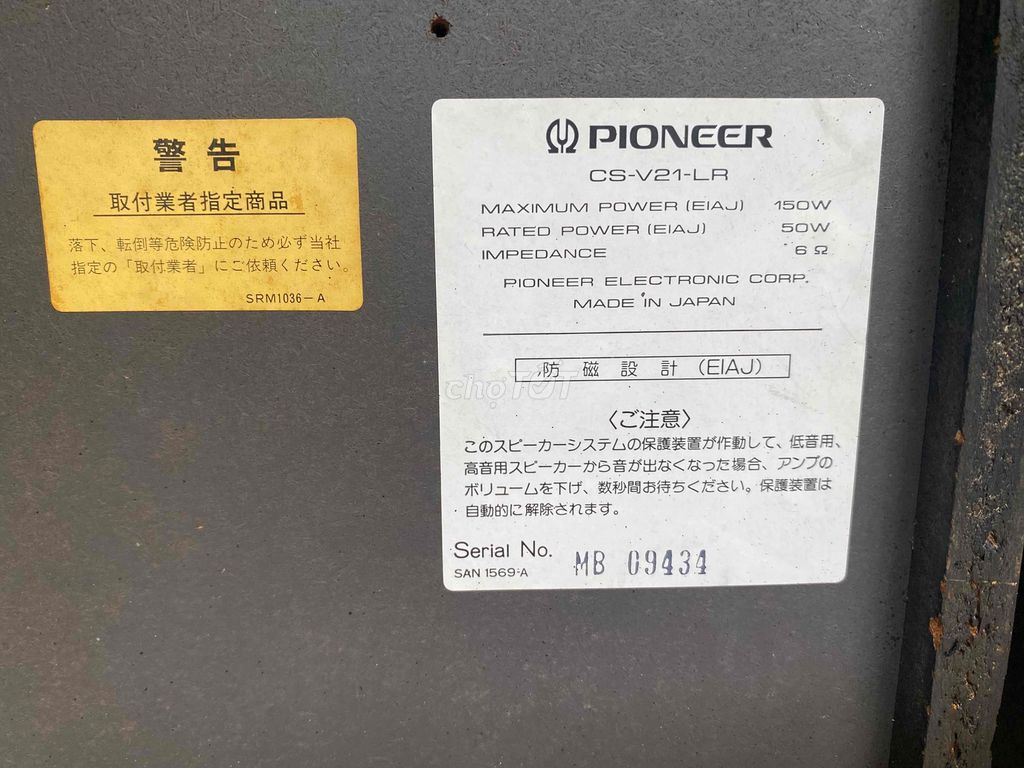 警告
取付業者指定商品
落下、転倒等危険防止のため必ず当社
指定の「取付業者」にご依頼ください。
SRM1036-A
PIONEER
CS-V21-LR
MAXIMUM POWER (EIAJ) 150W
RATED POWER (EIAJ) 50W
IMPEDANCE 6 Ω
PIONEER ELECTRONIC CORP.
MADE IN JAPAN
防磁設計 (EIAJ)
chợTỐT
〈ご注意〉
このスピーカーシステムの保護装置が作動して、低音用、
高音用スピーカーから音が出なくなった場合、アンプの
ボリュームを下げ、数秒間お待ちください。保護装置は
自動的に解除されます。
Serial No. MB 09434
SAN 1569-A